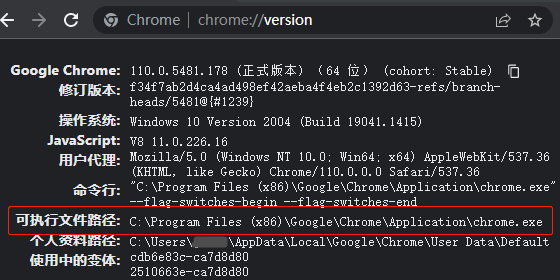 Chrome | chrome://version
Google Chrome: 110.0.5481.178 (正式版本) (64 位) (cohort: Stable)
修订版本: f34f7ab2d4ca4ad498ef42aeba4f4eb2c1392d63-refs/branch-
heads/5481@{#1239}
操作系统: Windows 10 Version 2004 (Build 19041.1415)
JavaScript: V8 11.0.226.16
用户代理: Mozilla/5.0 (Windows NT 10.0; Win64; x64) AppleWebKit/537.36
(KHTML, like Gecko) Chrome/110.0.0.0 Safari/537.36
命令行: "C:\Program Files (x86)\Google\Chrome\Application\chrome.exe"
--flag-switches-begin --flag-switches-end
可执行文件路径: C:\Program Files (x86)\Google\Chrome\Application\chrome.exe
个人资料路径: C:\Users\ \AppData\Local\Google\Chrome\User Data\Default
使用中的变体: cdb6e83c-ca7d8d80
2510663e-ca7d8d80